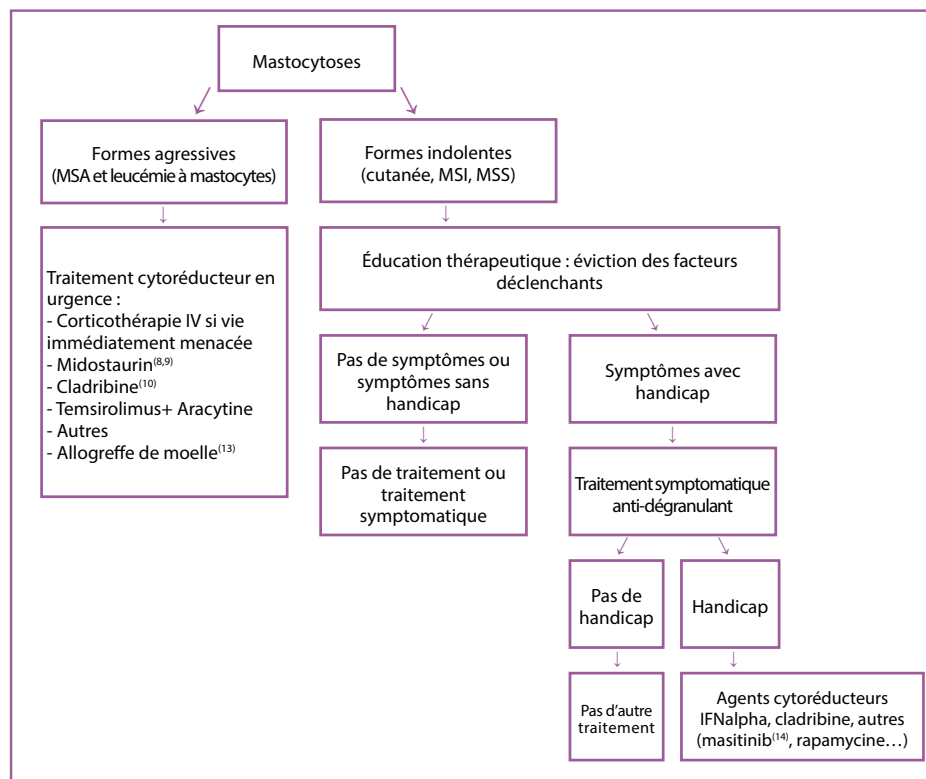 Mastocytoses
Formes agressives
(MSA et leucémie à mastocytes)
Formes indolentes
(cutanée, MSI, MSS)
Traitement cytoréducteur en
urgence :
- Corticothérapie IV si vie
immédiatement menacée
- Midostaurin(8,9)
- Cladribine(10)
- Temsirolimus+ Aracytine
- Autres
- Allogreffe de moelle(13)
Éducation thérapeutique : éviction des facteurs
déclenchants
Pas de symptômes ou
symptômes sans
handicap
Symptômes avec
handicap
Pas de traitement ou
traitement
symptomatique
Traitement symptomatique
anti-dégranulant
Pas de
handicap
Handicap
Pas d'autre
traitement
Agents cytoréducteurs
IFNalpha, cladribine, autres
(masitinib(14), rapamycine…)